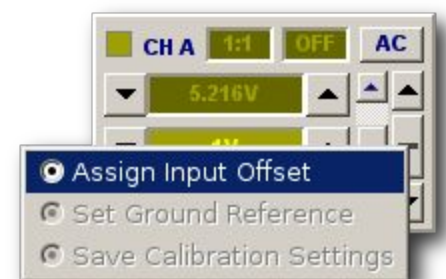 CH A 1:1 OFF AC
5.216V
1V
Assign Input Offset
Set Ground Reference
Save Calibration Settings